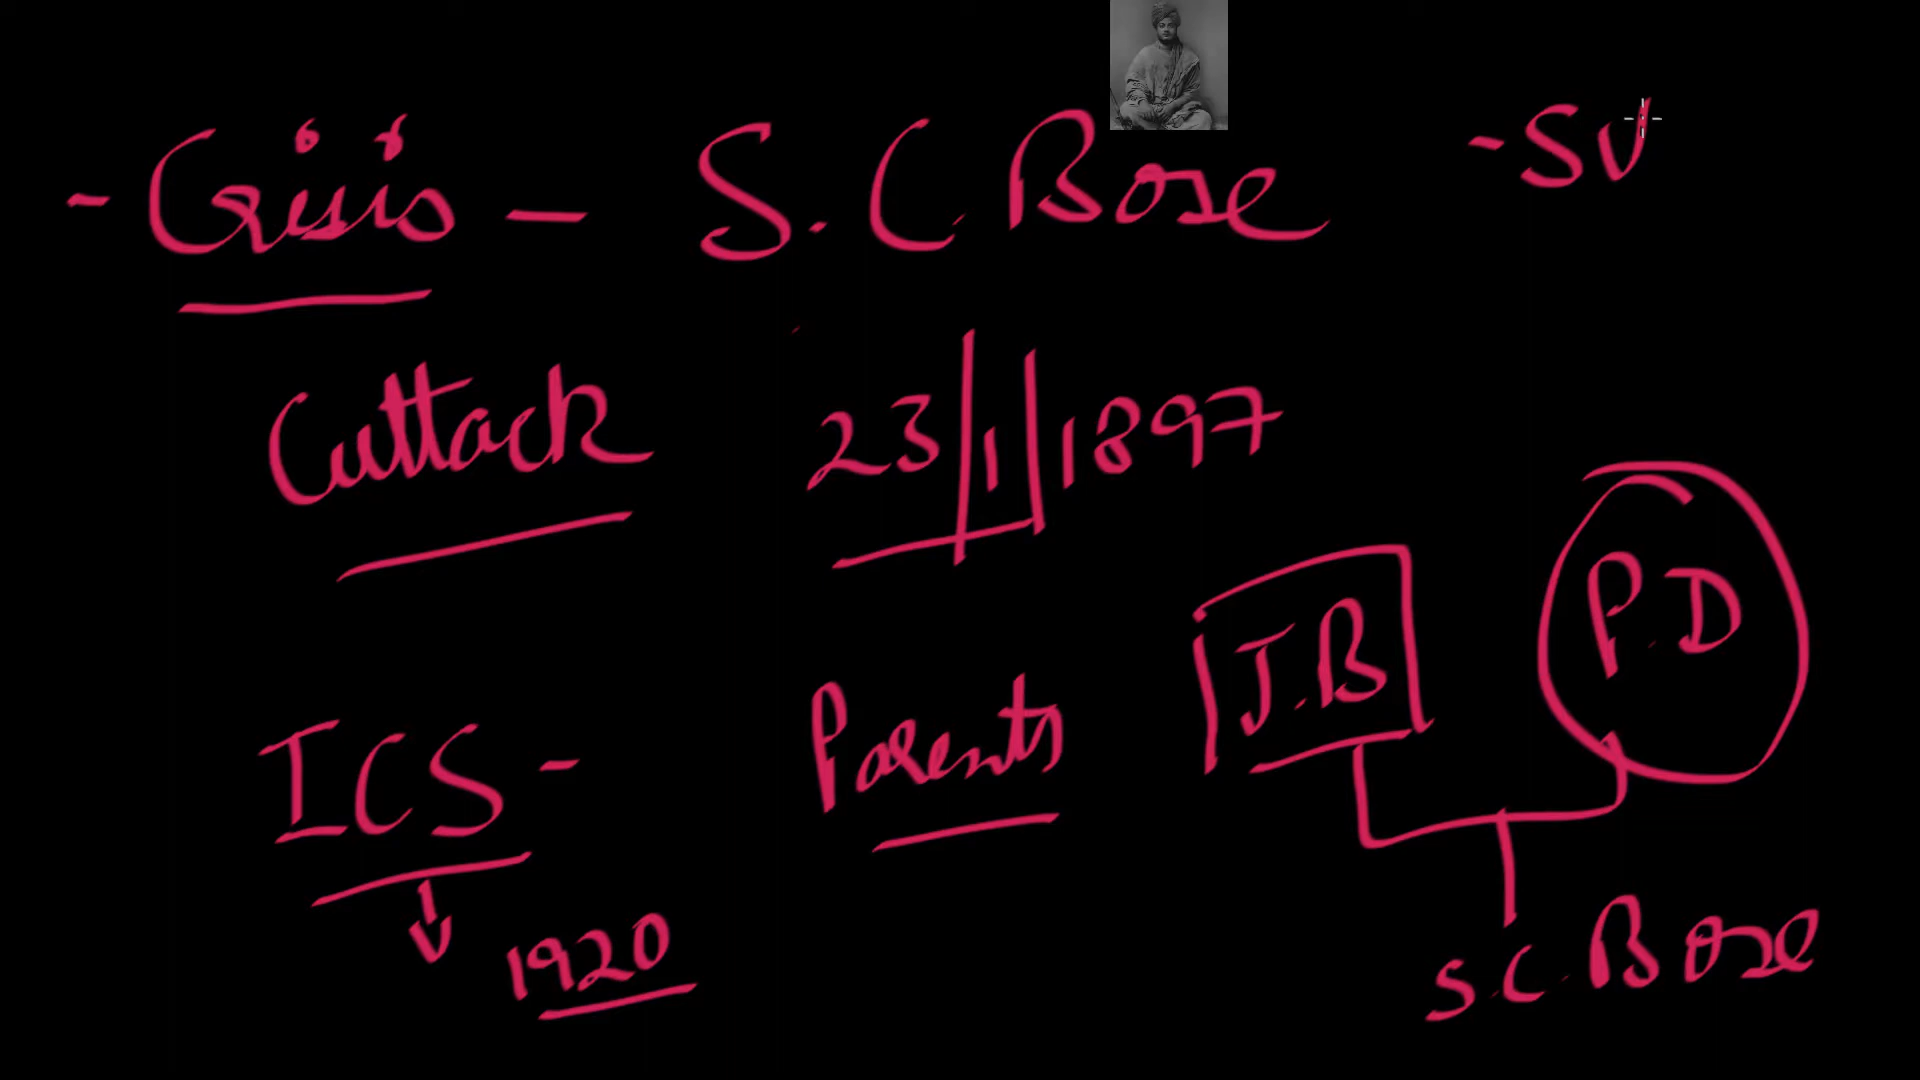 - Crisis - S. C. Bose - SV
Cuttack 23/1/1897
J.B P.D
ICS - Parents
1920 S.C. Bose